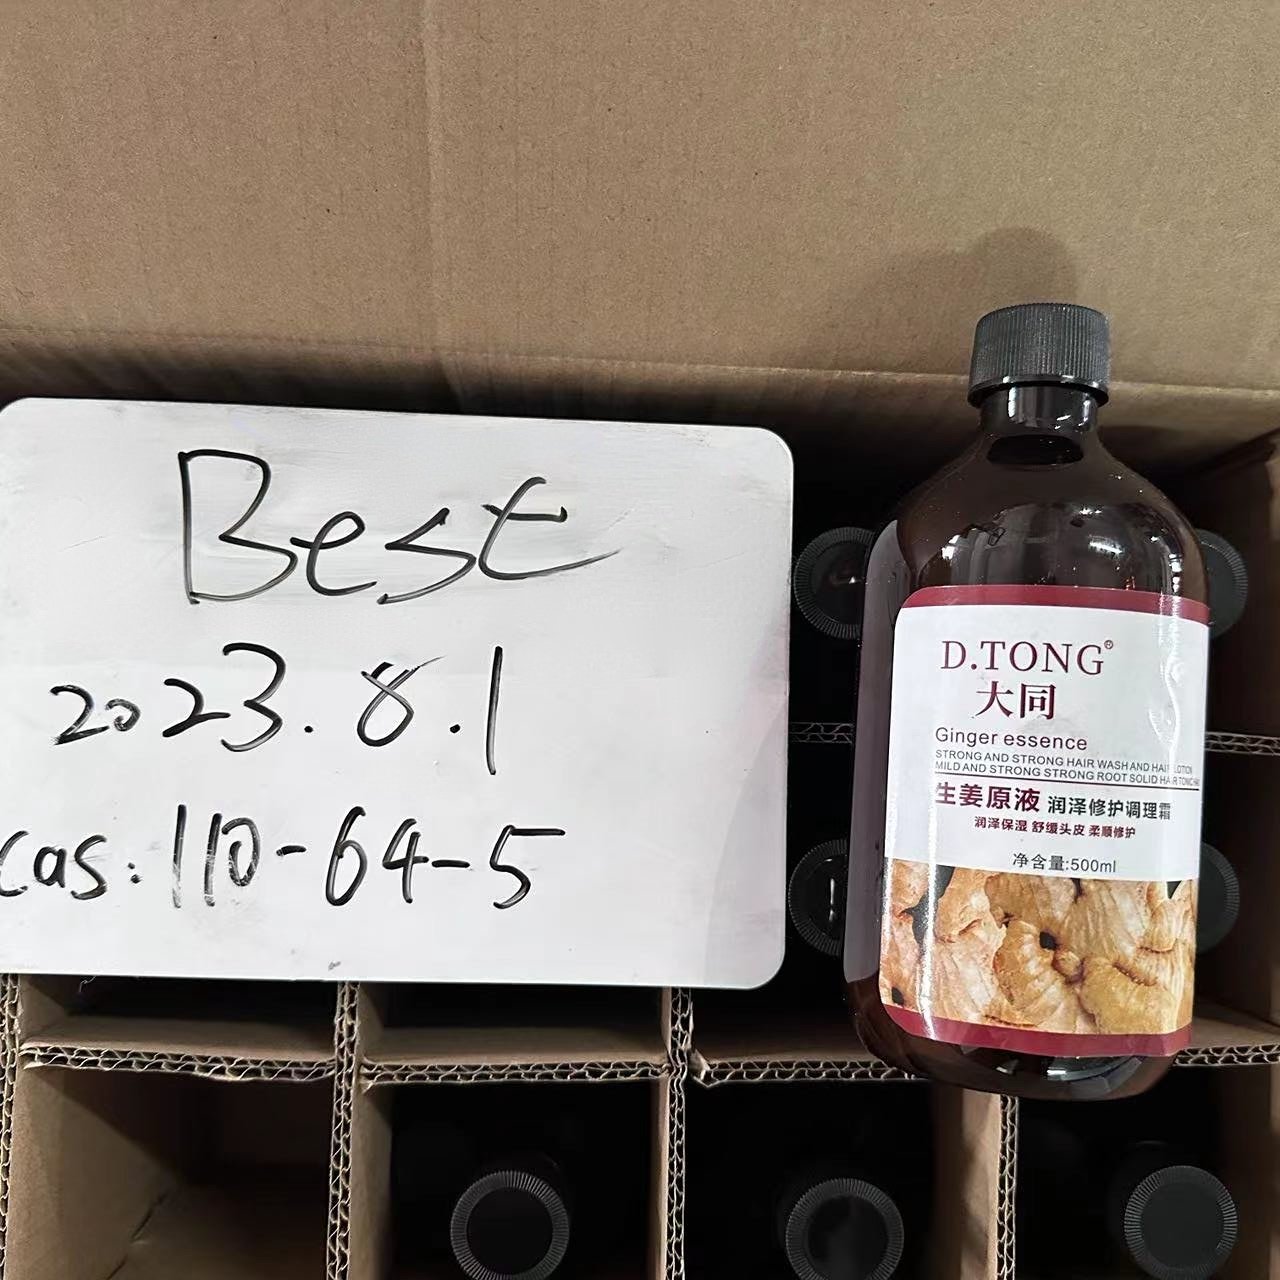 Best
2023.8.1
cas:110-64-5
D.TONG®
大同
Ginger essence
STRONG AND STRONG HAIR WASH AND HAIR LOTION
MILD AND STRONG STRONG ROOT SOLID HAIR TONIC HAI
生姜原液 润泽修护调理霜
润泽保湿 舒缓头皮 柔顺修护
净含量:500ml